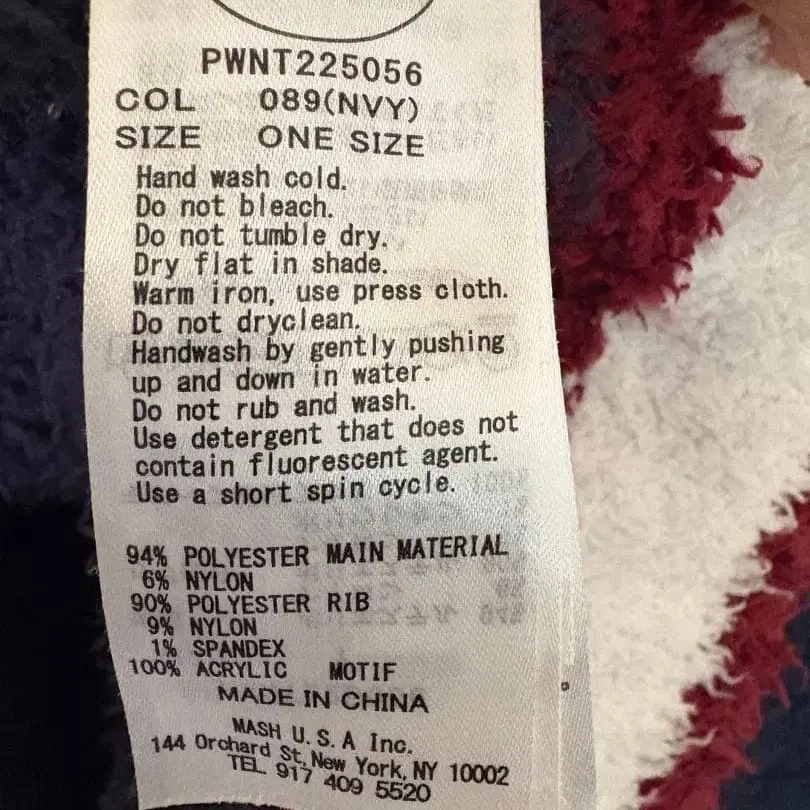 PWNT225056
COL 089(NVY)
SIZE ONE SIZE
Hand wash cold.
Do not bleach.
Do not tumble dry.
Dry flat in shade.
Warm iron, use press cloth.
Do not dryclean.
Handwash by gently pushing
up and down in water.
Do not rub and wash.
Use detergent that does not
contain fluorescent agent.
Use a short spin cycle.
94% POLYESTER MAIN MATERIAL
6% NYLON
90% POLYESTER RIB
9% NYLON
1% SPANDEX
100% ACRYLIC MOTIF
MADE IN CHINA
MASH U.S.A Inc.
144 Orchard St, New York, NY 10002
TEL 917 409 5520